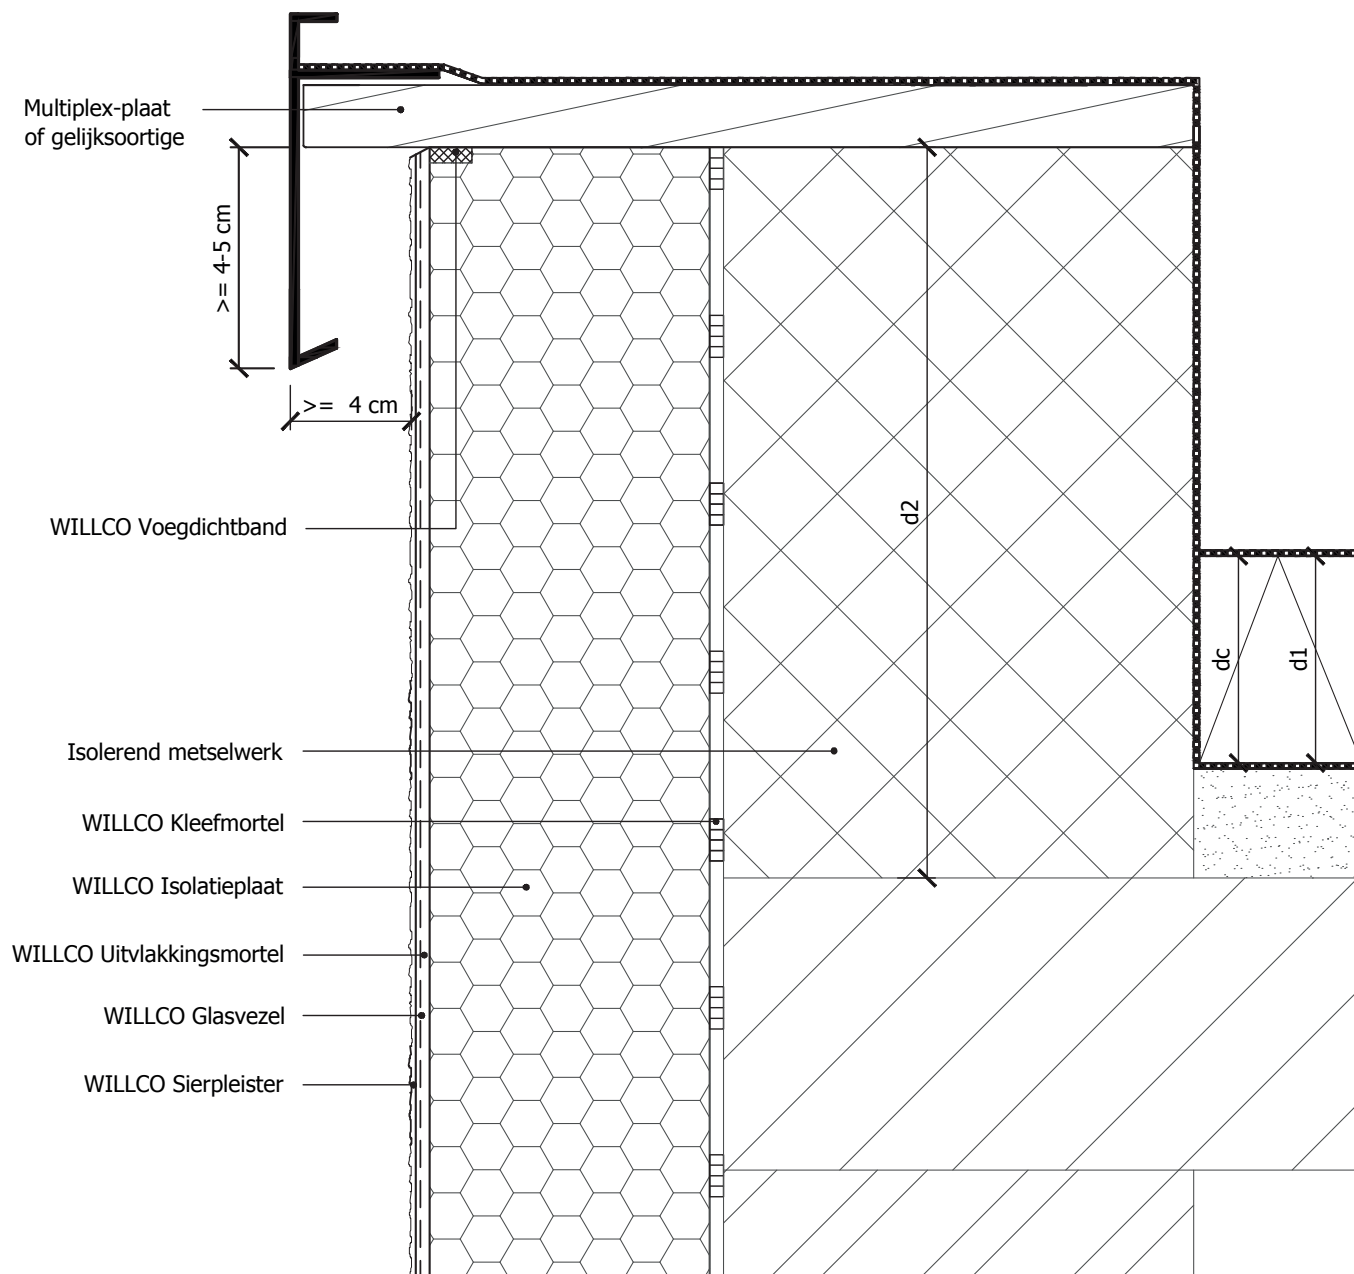 Multiplex-plaat
of gelijksoortige
>= 4-5 cm
>= 4 cm
WILLCO Voegdichtband
d2
dc
d1
Isolerend metselwerk
WILLCO Kleefmortel
WILLCO Isolatieplaat
WILLCO Uitvlakkingsmortel
WILLCO Glasvezel
WILLCO Sierpleister